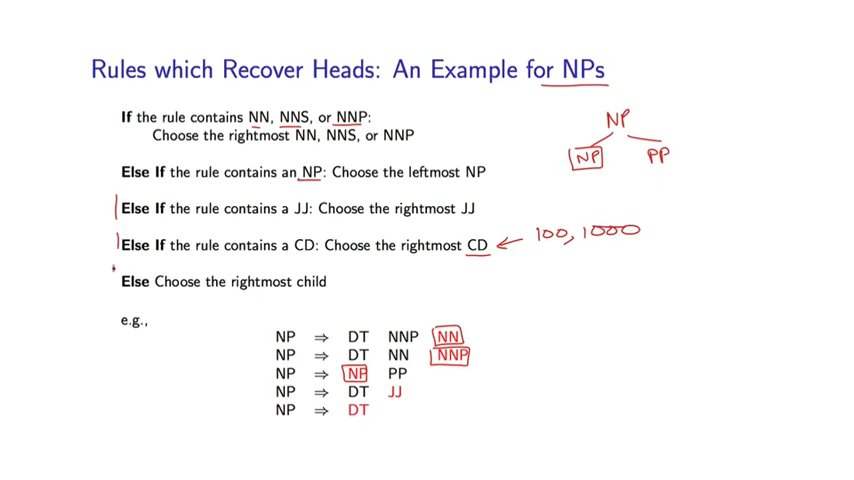 Rules which Recover Heads: An Example for NPs
If the rule contains NN, NNS, or NNP:
Choose the rightmost NN, NNS, or NNP
Else If the rule contains an NP: Choose the leftmost NP
Else If the rule contains a JJ: Choose the rightmost JJ
Else If the rule contains a CD: Choose the rightmost CD
Else Choose the rightmost child
e.g.,
NP ⇒ DT NNP NN
NP ⇒ DT NN NNP
NP ⇒ NP PP
NP ⇒ DT JJ
NP ⇒ DT
NP
NP PP
← 100, 1000